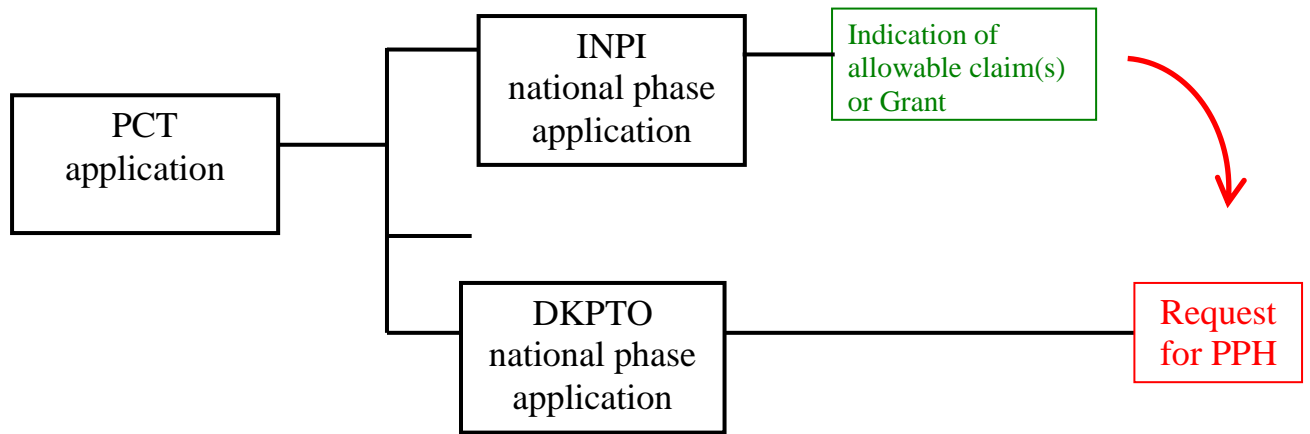 PCT
application
INPI
national phase
application
Indication of
allowable claim(s)
or Grant
DKPTO
national phase
application
Request
for PPH